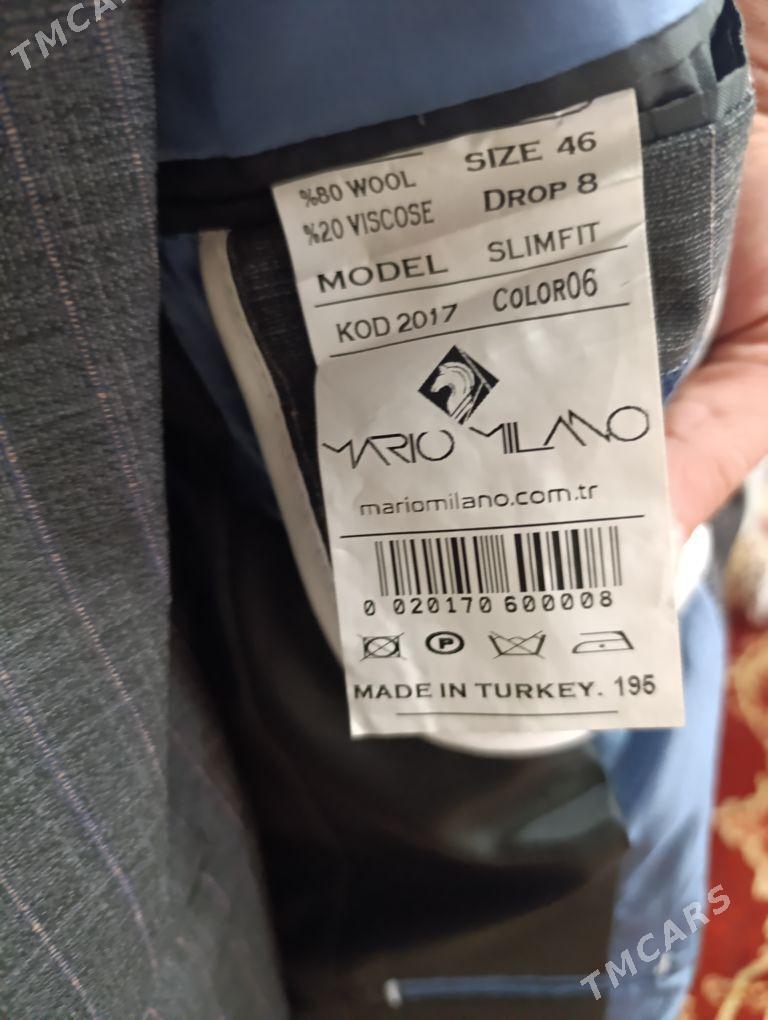 TMCARS
%80 WOOL SIZE 46
%20 VISCOSE DROP 8
MODEL SLIMFIT
KOD 2017 COLOR06
MARIO MILANO
mariomilano.com.tr
0 020170 600008
P
MADE IN TURKEY. 195
TMCARS